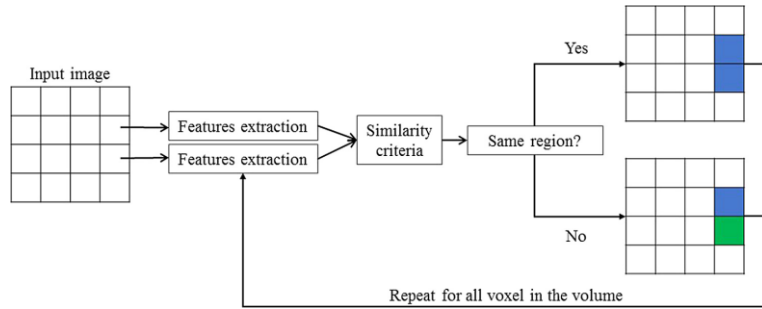 Input image
Features extraction
Features extraction
Similarity
criteria
Same region?
Yes
No
Repeat for all voxel in the volume